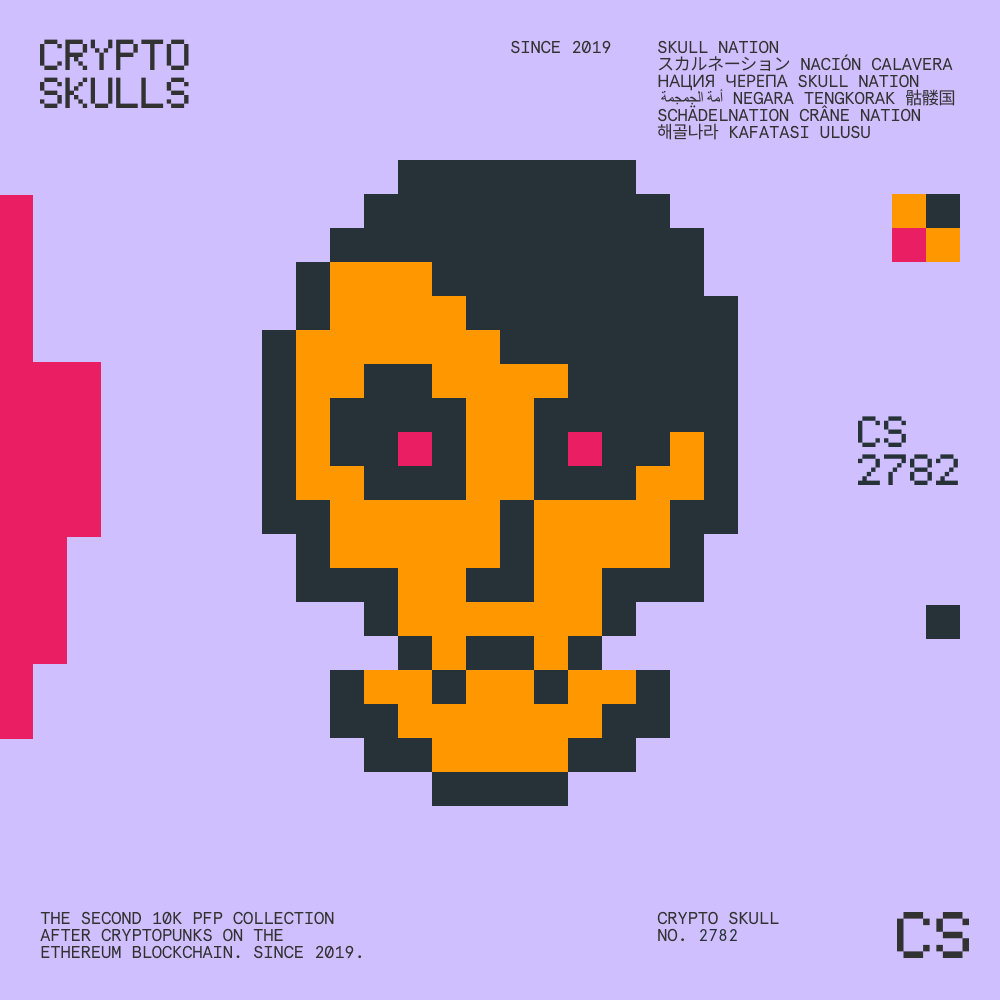 CRYPTO
SKULLS
SINCE 2019
SKULL NATION
スカルネーション NACIÓN CALAVERA
НАЦИЯ ЧЕРЕПА SKULL NATION
أمة الجمجمة NEGARA TENGKORAK 骷髅国
SCHÄDELNATION CRÂNE NATION
해골나라 KAFATASI ULUSU
CS
2782
THE SECOND 10K PFP COLLECTION
AFTER CRYPTOPUNKS ON THE
ETHEREUM BLOCKCHAIN. SINCE 2019.
CRYPTO SKULL
NO. 2782
CS